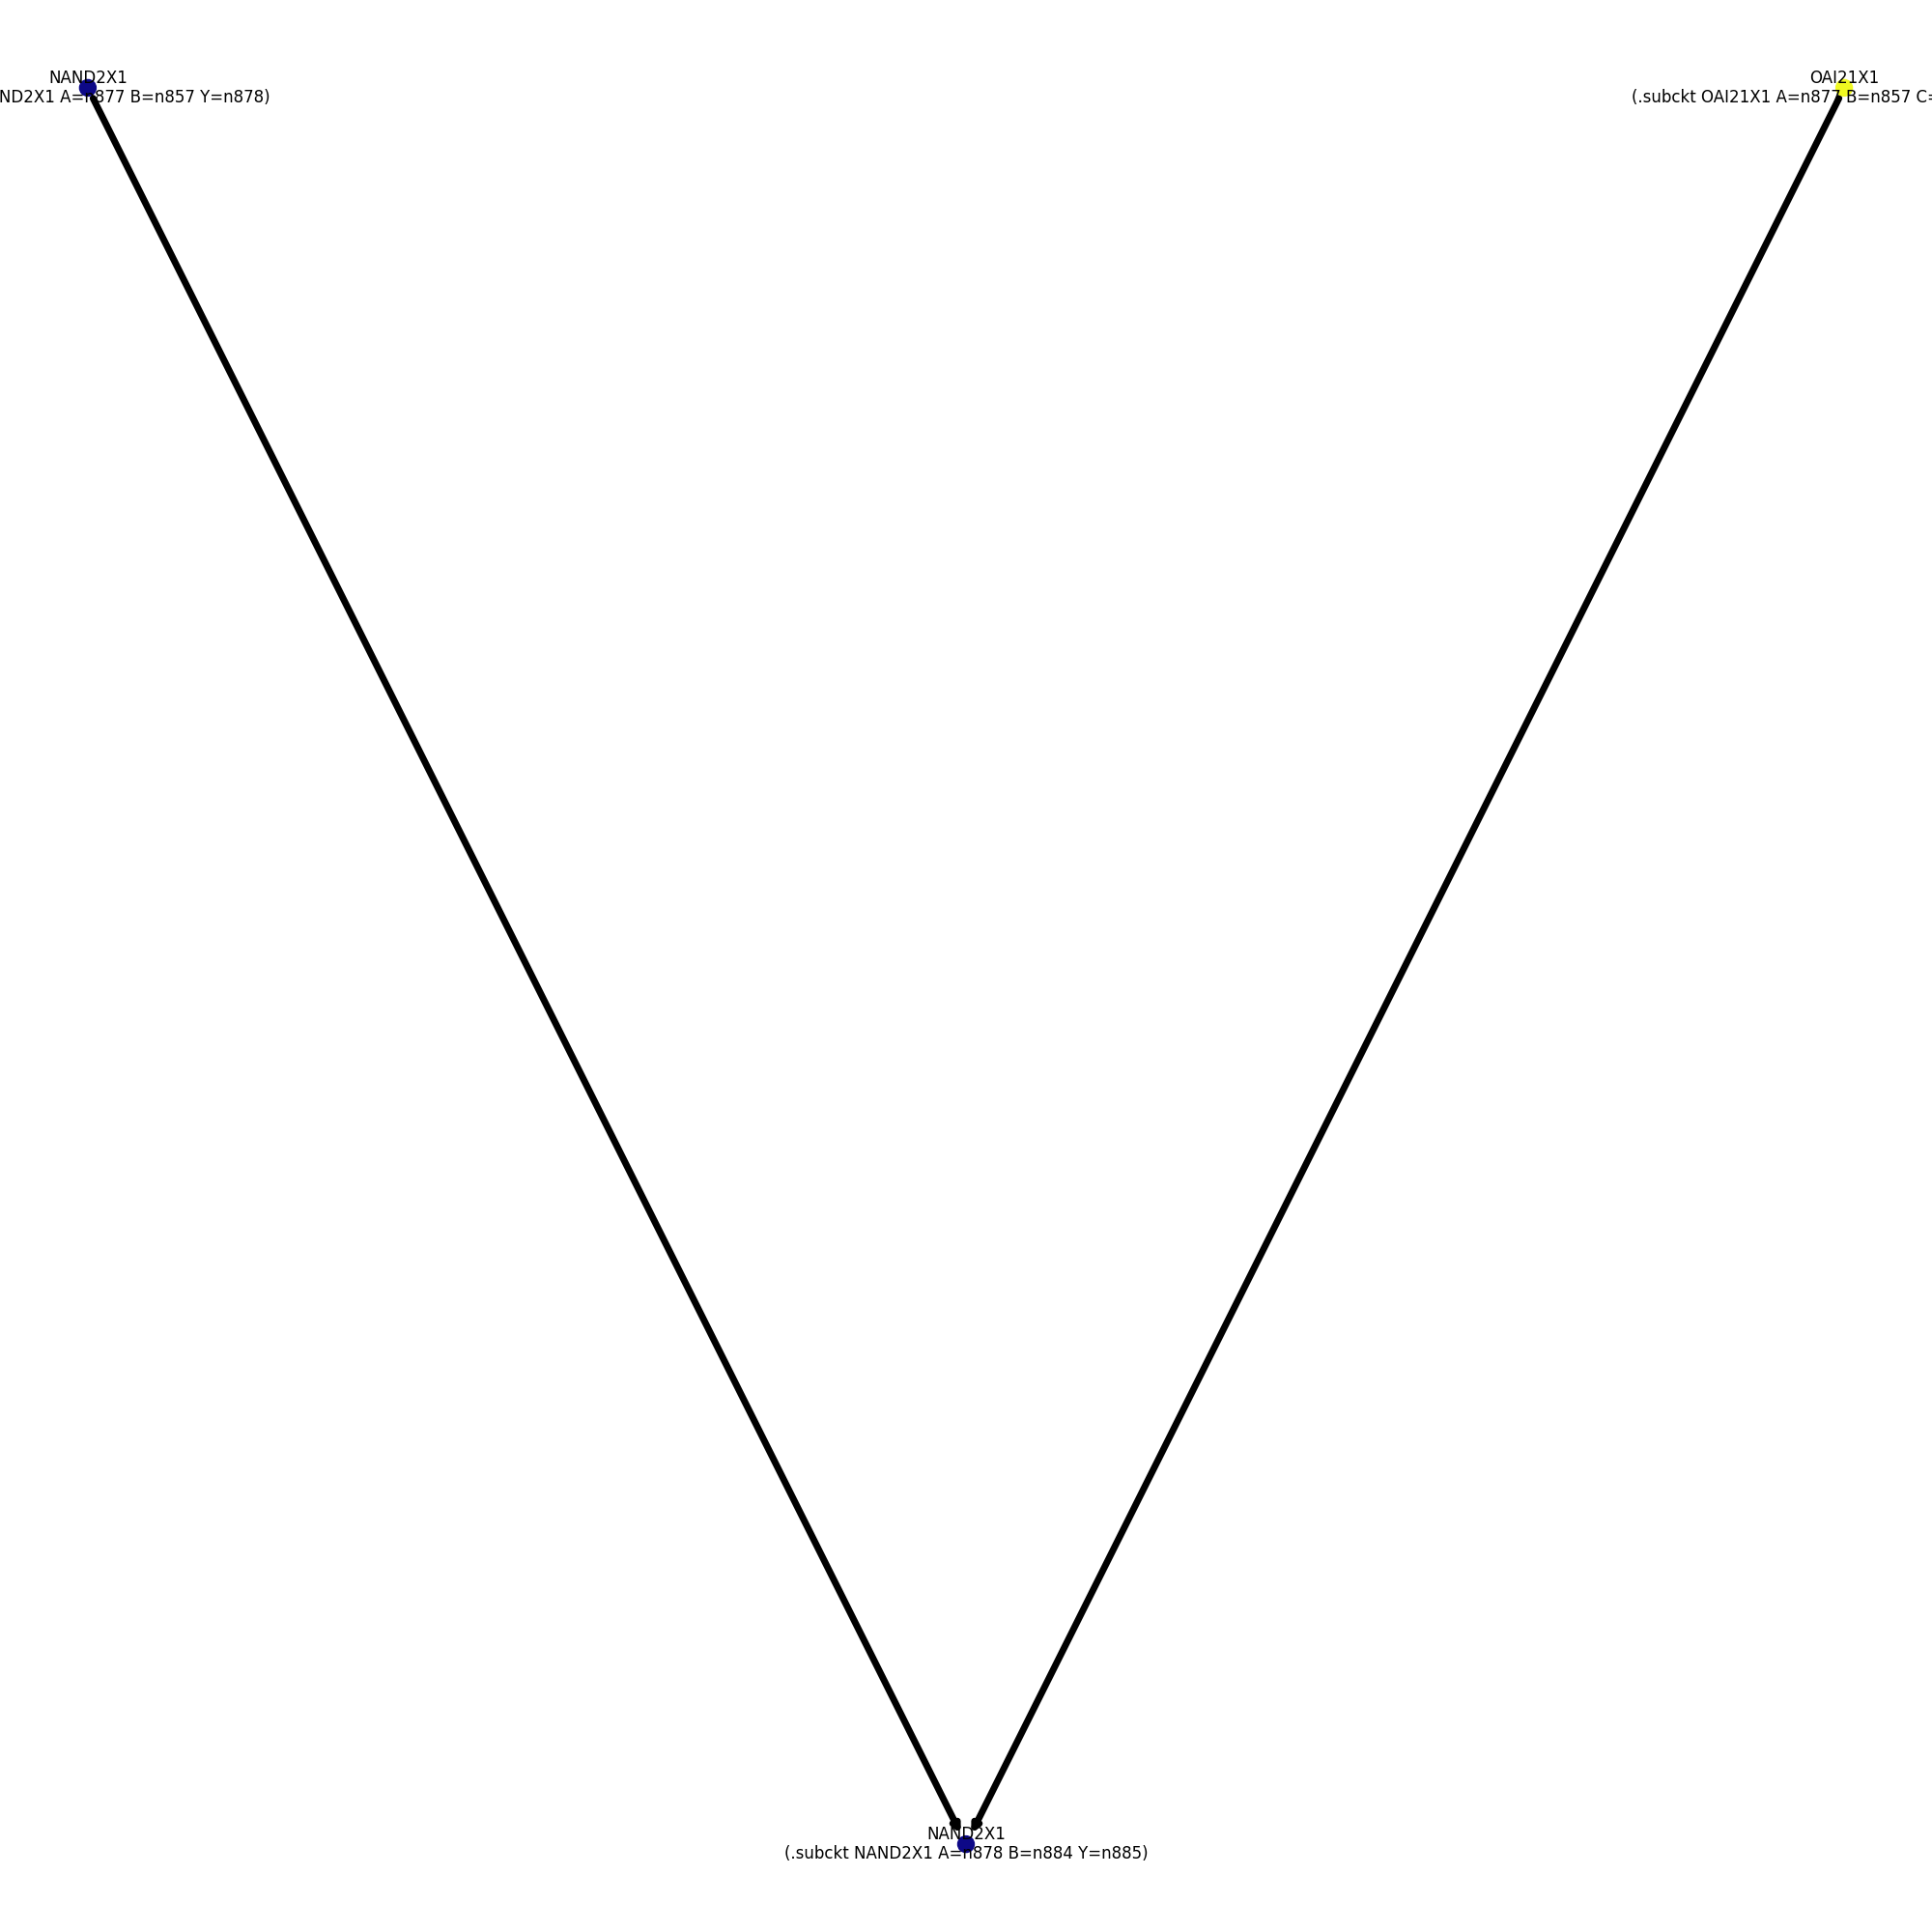 NAND2X1
ND2X1 A=n877 B=n857 Y=n878)
OAI21X1
(.subckt OAI21X1 A=n877 B=n857 C=
NAND2X1
(.subckt NAND2X1 A=n878 B=n884 Y=n885)